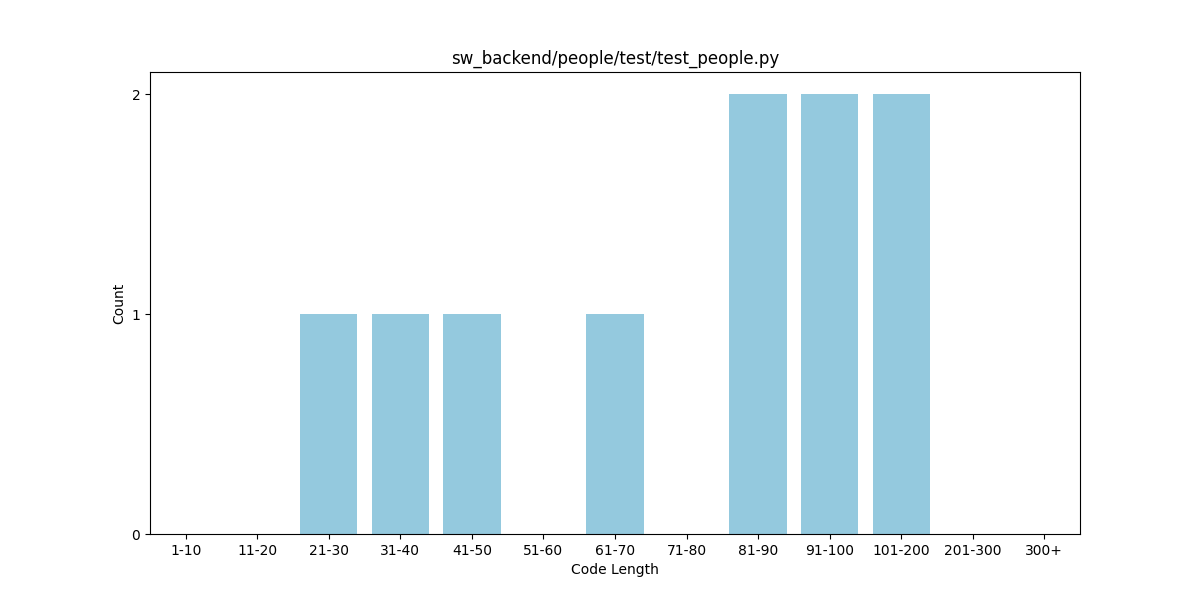 sw_backend/people/test/test_people.py
Count
2
1
0
1-10 11-20 21-30 31-40 41-50 51-60 61-70 71-80 81-90 91-100 101-200 201-300 300+
Code Length